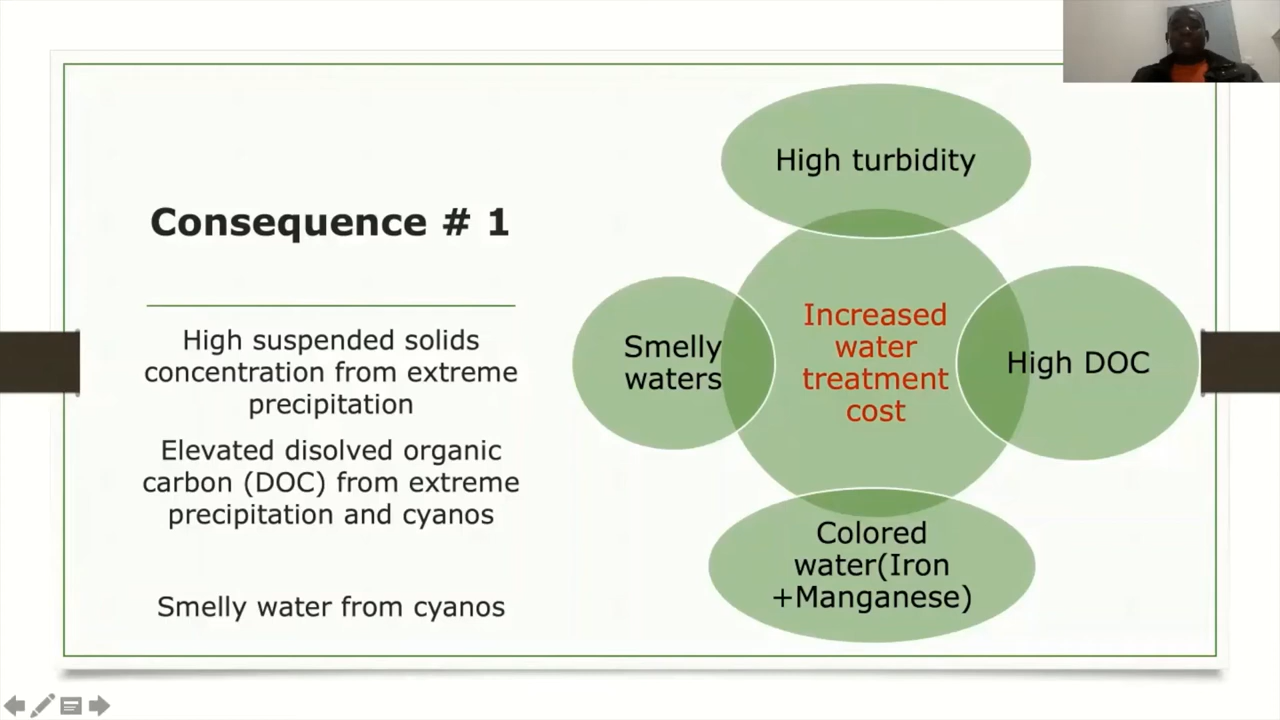 Consequence # 1
High suspended solids
concentration from extreme
precipitation
Elevated disolved organic
carbon (DOC) from extreme
precipitation and cyanos
Smelly water from cyanos
High turbidity
Smelly
waters
Increased
water
treatment
cost
High DOC
Colored
water(Iron
+Manganese)